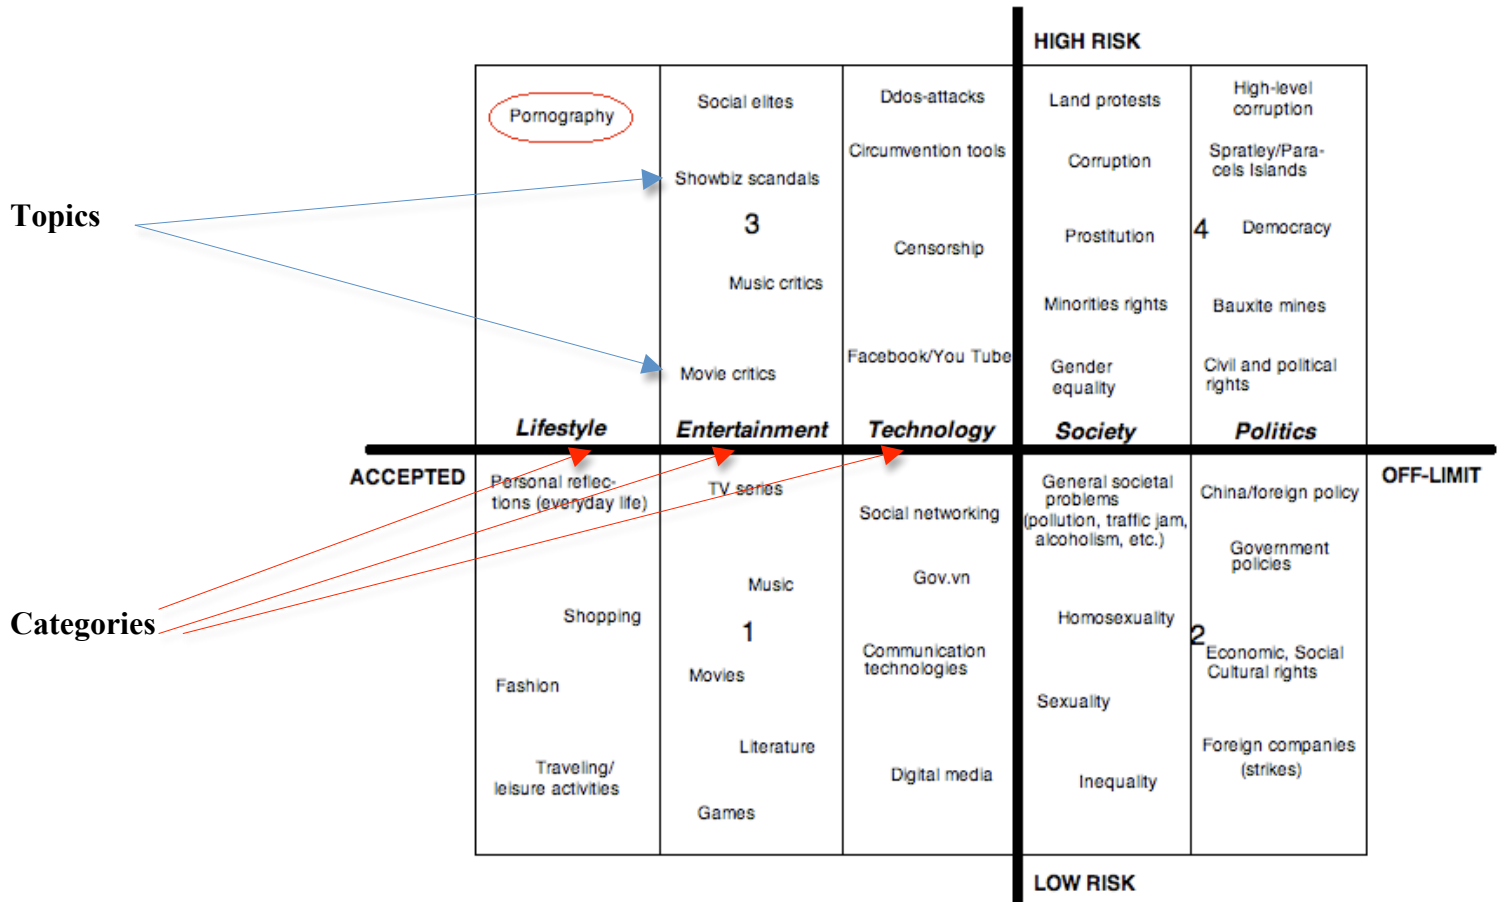 HIGH RISK
Pornography
Social elites
Ddos-attacks
Land protests
High-level
corruption
Circumvention tools
Corruption
Spratley/Para-
cels Islands
Showbiz scandals
Topics
3
Prostitution
4
Democracy
Censorship
Music critics
Minorities rights
Bauxite mines
Facebook/You Tube
Movie critics
Gender
equality
Civil and political
rights
Lifestyle
Entertainment
Technology
Society
Politics
ACCEPTED
OFF-LIMIT
Personal reflec-
tions (everyday life)
TV series
Social networking
General societal
problems
(pollution, traffic jam,
alcoholism, etc.)
China/foreign policy
Government
policies
Music
Gov.vn
Categories
Shopping
1
Homosexuality
2
Communication
technologies
Economic, Social
Cultural rights
Movies
Fashion
Sexuality
Literature
Foreign companies
(strikes)
Traveling/
leisure activities
Digital media
Inequality
Games
LOW RISK